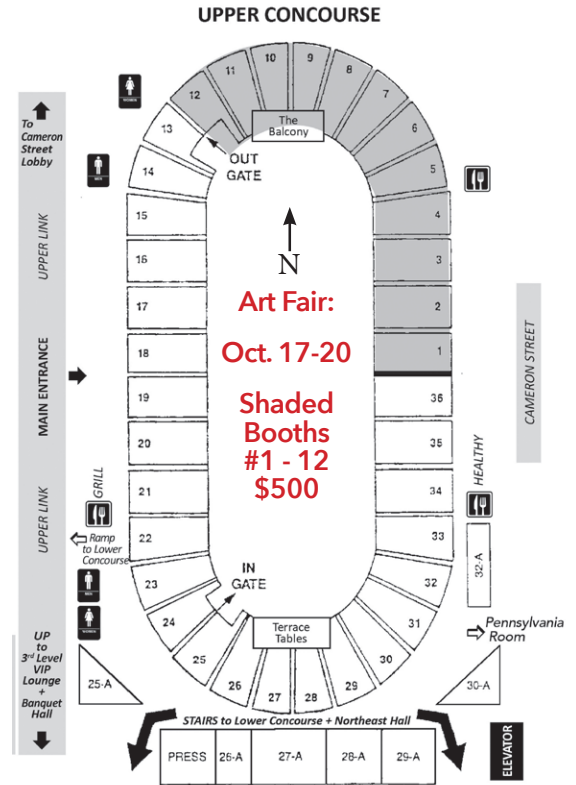 UPPER CONCOURSE
10
9
11
8
12
7
WOMEN
The
Balcony
To
Cameron
Street
Lobby
13
6
OUT
GATE
14
5
MEN
15
4
UPPER LINK
N
16
3
Art Fair:
17
2
Oct. 17-20
18
1
MAIN ENTRANCE
CAMERON STREET
Shaded
Booths
#1 - 12
$500
19
36
20
35
21
34
GRILL
HEALTHY
UPPER LINK
22
33
Ramp
to Lower
Concourse
IN
GATE
32-A
23
32
MEN
24
31
WOMEN
Terrace
Tables
Pennsylvania
Room
UP
to
3rd Level
VIP
Lounge
+
Banquet
Hall
25
30
26
29
27
28
25-A
30-A
STAIRS to Lower Concourse + Northeast Hall
PRESS
26-A
27-A
28-A
29-A
ELEVATOR